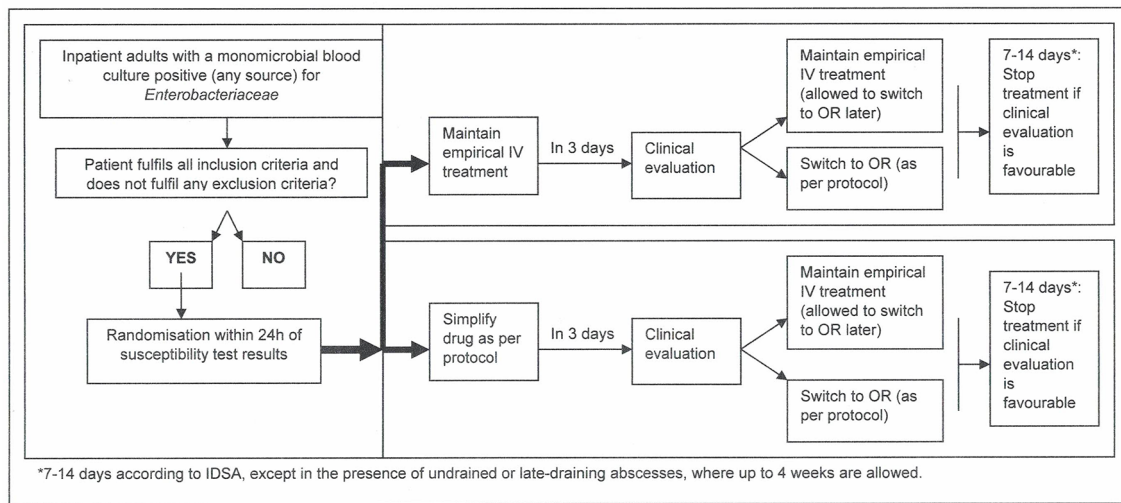 Inpatient adults with a monomicrobial blood
culture positive (any source) for
Enterobacteriaceae
Patient fulfils all inclusion criteria and
does not fulfil any exclusion criteria?
YES
NO
Randomisation within 24h of
susceptibility test results
Maintain
empirical IV
treatment
In 3 days
Clinical
evaluation
Maintain empirical
IV treatment
(allowed to switch
to OR later)
Switch to OR (as
per protocol)
7-14 days*:
Stop
treatment if
clinical
evaluation
is
favourable
Simplify
drug as per
protocol
In 3 days
Clinical
evaluation
Maintain empirical
IV treatment
(allowed to switch
to OR later)
Switch to OR (as
per protocol)
7-14 days*:
Stop
treatment if
clinical
evaluation
is
favourable
*7-14 days according to IDSA, except in the presence of undrained or late-draining abscesses, where up to 4 weeks are allowed.